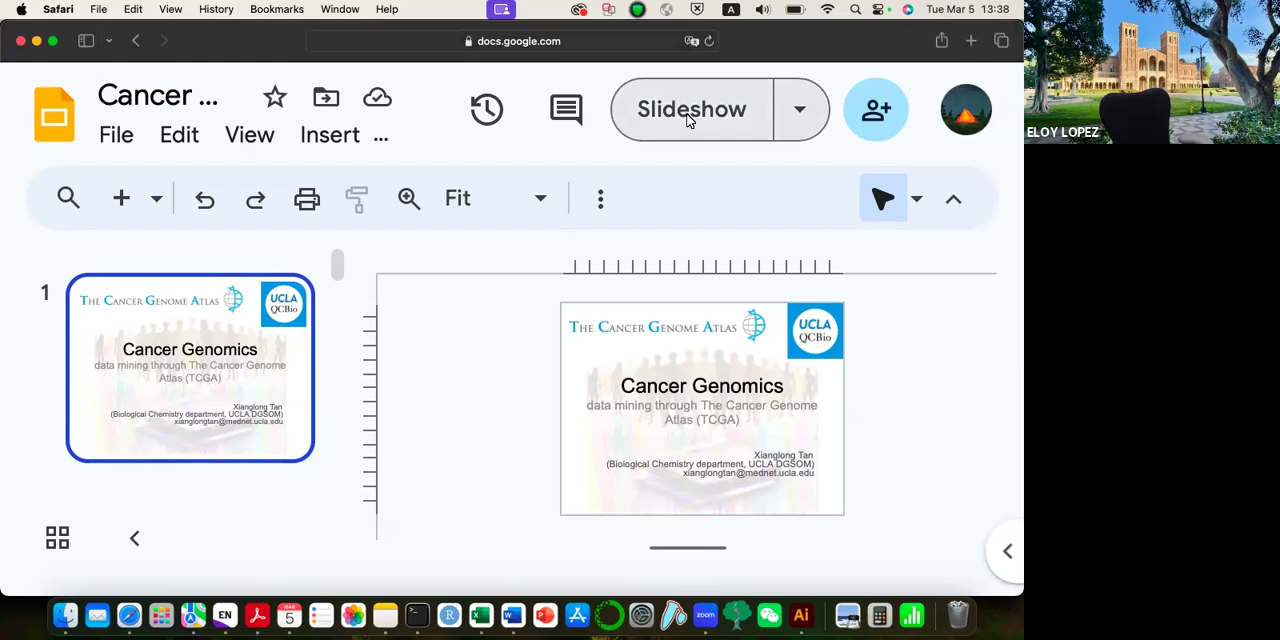 Safari File Edit View History Bookmarks Window Help A Tue Mar 5 13:38
docs.google.com
ELOY LOPEZ
Cancer ...
File Edit View Insert ...
Slideshow
Fit
1
THE CANCER GENOME ATLAS
UCLA
QCBio
Cancer Genomics
data mining through The Cancer Genome
Atlas (TCGA)
Xianglong Tan
(Biological Chemistry department, UCLA DGSOM)
xianglongtan@mednet.ucla.edu
THE CANCER GENOME ATLAS
UCLA
QCBio
Cancer Genomics
data mining through The Cancer Genome
Atlas (TCGA)
Xianglong Tan
(Biological Chemistry department, UCLA DGSOM)
xianglongtan@mednet.ucla.edu
EN MAR 5 R zoom Ai